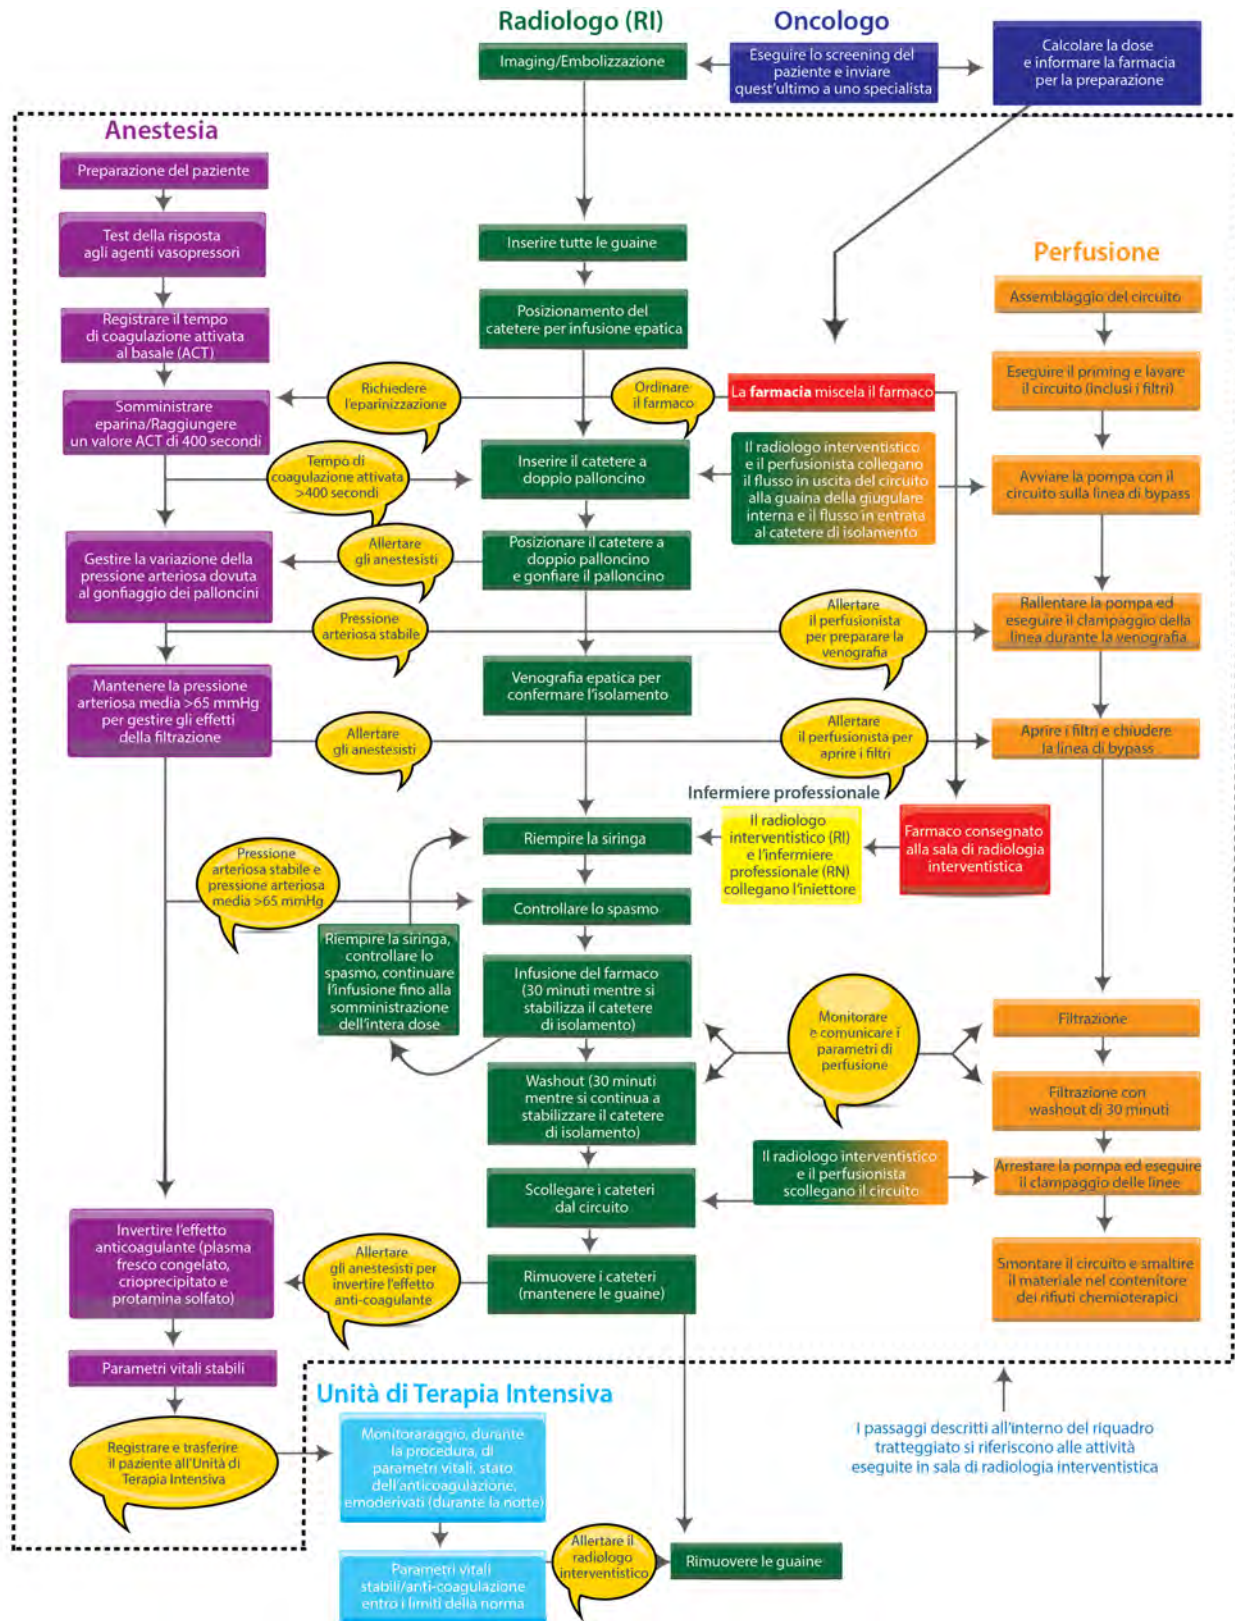 Radiologo (RI)
Oncologo
Imaging/Embolizzazione
Eseguire lo screening del
paziente e inviare
quest'ultimo a uno specialista
Calcolare la dose
e informare la farmacia
per la preparazione
Anestesia
Preparazione del paziente
Test della risposta
agli agenti vasopressori
Registrare il tempo
di coagulazione attivata
al basale (ACT)
Somministrare
eparina/Raggiungere
un valore ACT di 400 secondi
Gestire la variazione della
pressione arteriosa dovuta
al gonfiaggio dei palloncini
Mantenere la pressione
arteriosa media >65 mmHg
per gestire gli effetti
della filtrazione
Invertire l'effetto
anticoagulante (plasma
fresco congelato,
crioprecipitato e
protamina solfato)
Parametri vitali stabili
Registrare e trasferire
il paziente all'Unità di
Terapia Intensiva
Richiedere
l'eparinizzazione
Tempo di
coagulazione attivata
>400 secondi
Allertare
gli anestesisti
Pressione
arteriosa stabile
Allertare
gli anestesisti
Pressione
arteriosa stabile e
pressione arteriosa
media >65 mmHg
Riempire la siringa,
controllare lo
spasmo, continuare
l'infusione fino alla
somministrazione
dell'intera dose
Allertare
gli anestesisti per
invertire l'effetto
anti-coagulante
Inserire tutte le guaine
Posizionamento del
catetere per infusione epatica
Inserire il catetere a
doppio palloncino
Posizionare il catetere a
doppio palloncino
e gonfiare il palloncino
Venografia epatica per
confermare l'isolamento
Riempire la siringa
Controllare lo spasmo
Infusione del farmaco
(30 minuti mentre si
stabilizza il catetere
di isolamento)
Washout (30 minuti
mentre si continua a
stabilizzare il catetere
di isolamento)
Scollegare i cateteri
dal circuito
Rimuovere i cateteri
(mantenere le guaine)
Ordinare
il farmaco
La farmacia miscela il farmaco
Il radiologo interventistico
e il perfusionista collegano
il flusso in uscita del circuito
alla guaina della giugulare
interna e il flusso in entrata
al catetere di isolamento
Allertare
il perfusionista
per preparare la
venografia
Allertare
il perfusionista per
aprire i filtri
Infermiere professionale
Il radiologo
interventistico (RI)
e l'infermiere
professionale (RN)
collegano l'iniettore
Farmaco consegnato
alla sala di radiologia
interventistica
Monitorare
e comunicare i
parametri di
perfusione
Il radiologo interventistico
e il perfusionista
scollegano il circuito
Perfusione
Assemblaggio del circuito
Eseguire il priming e lavare
il circuito (inclusi i filtri)
Avviare la pompa con il
circuito sulla linea di bypass
Rallentare la pompa ed
eseguire il clampaggio della
linea durante la venografia
Aprire i filtri e chiudere
la linea di bypass
Filtrazione
Filtrazione con
washout di 30 minuti
Arrestare la pompa ed eseguire
il clampaggio delle linee
Smontare il circuito e smaltire
il materiale nel contenitore
dei rifiuti chemioterapici
Unità di Terapia Intensiva
Monitoraraggio, durante
la procedura, di
parametri vitali, stato
dell'anticoagulazione,
emoderivati (durante la notte)
Parametri vitali
stabili/anti-coagulazione
entro i limiti della norma
Allertare il
radiologo
interventistico
Rimuovere le guaine
I passaggi descritti all'interno del riquadro
tratteggiato si riferiscono alle attività
eseguite in sala di radiologia interventistica